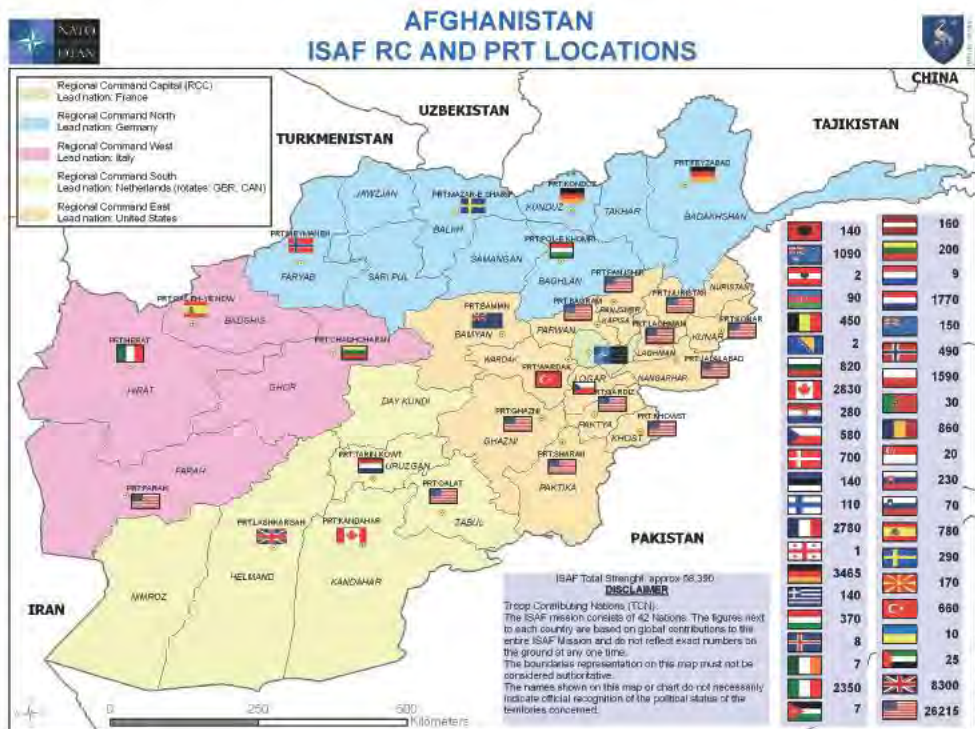 AFGHANISTAN
ISAF RC AND PRT LOCATIONS
NATO
OTAN
Regional Command Capital (RCC)
Lead nation: France
Regional Command North
Lead nation: Germany
Regional Command West
Lead nation: Italy
Regional Command South
Lead nation: Netherlands (rotates: GBR, CAN)
Regional Command East
Lead nation: United States
CHINA
UZBEKISTAN
TAJIKISTAN
TURKMENISTAN
PRT FEYZABAD
PRT KONDUZ
PRT MAZAR-E SHARIF
JAWZJAN
KUNDUZ
TAKHAR
BADAKHSHAN
BALKH
PRT MEYMANEH
PRT POL-E KHOMRI
SAMANGAN
FARYAB
SARI PUL
BAGHLAN
PRT PANJSHIR
PRT NURISTAN
NURISTAN
BADGHIS
PRT BAMYAN
PRT BAGRAM
KAPISA
PRT KONAR
KUNAR
PRT LAGHMAN
BAMYAN
PARWAN
LAGHMAN
PRT HERAT
PRT CHAGHCHARAN
WARDAK
PRT JALALABAD
NANGARHAR
HIRAT
GHOR
PRT WARDAK
LOGAR
DAY KUNDI
PRT GARDIZ
PRT GHAZNI
PAKTYA
PRT KHOWST
KHOST
GHAZNI
PRT SHARAN
PAKTIKA
FARAH
PRT TARIN KOWT
URUZGAN
PRT QALAT
ZABUL
PRT FARAH
PRT LASHKARGAH
PRT KANDAHAR
NIMROZ
HELMAND
KANDAHAR
PAKISTAN
IRAN
140
1090
2
90
450
2
820
2830
280
580
700
140
110
2780
1
3465
140
370
8
7
2350
7
160
200
9
1770
150
490
1590
30
860
20
230
70
780
290
170
660
10
25
8300
26215
ISAF Total Strenght approx 58,390
DISCLAIMER
Troop Contributing Nations (TCN):
The ISAF mission consists of 42 Nations. The figures next
to each country are based on global contributions to the
entire ISAF Mission and do not reflect exact numbers on
the ground at any one time.
The boundaries representation on this map must not be
considered authoritative.
The names shown on this map or chart do not necessarily
indicate official recognition of the political status of the
territories concerned.
0 250 500
Kilometers